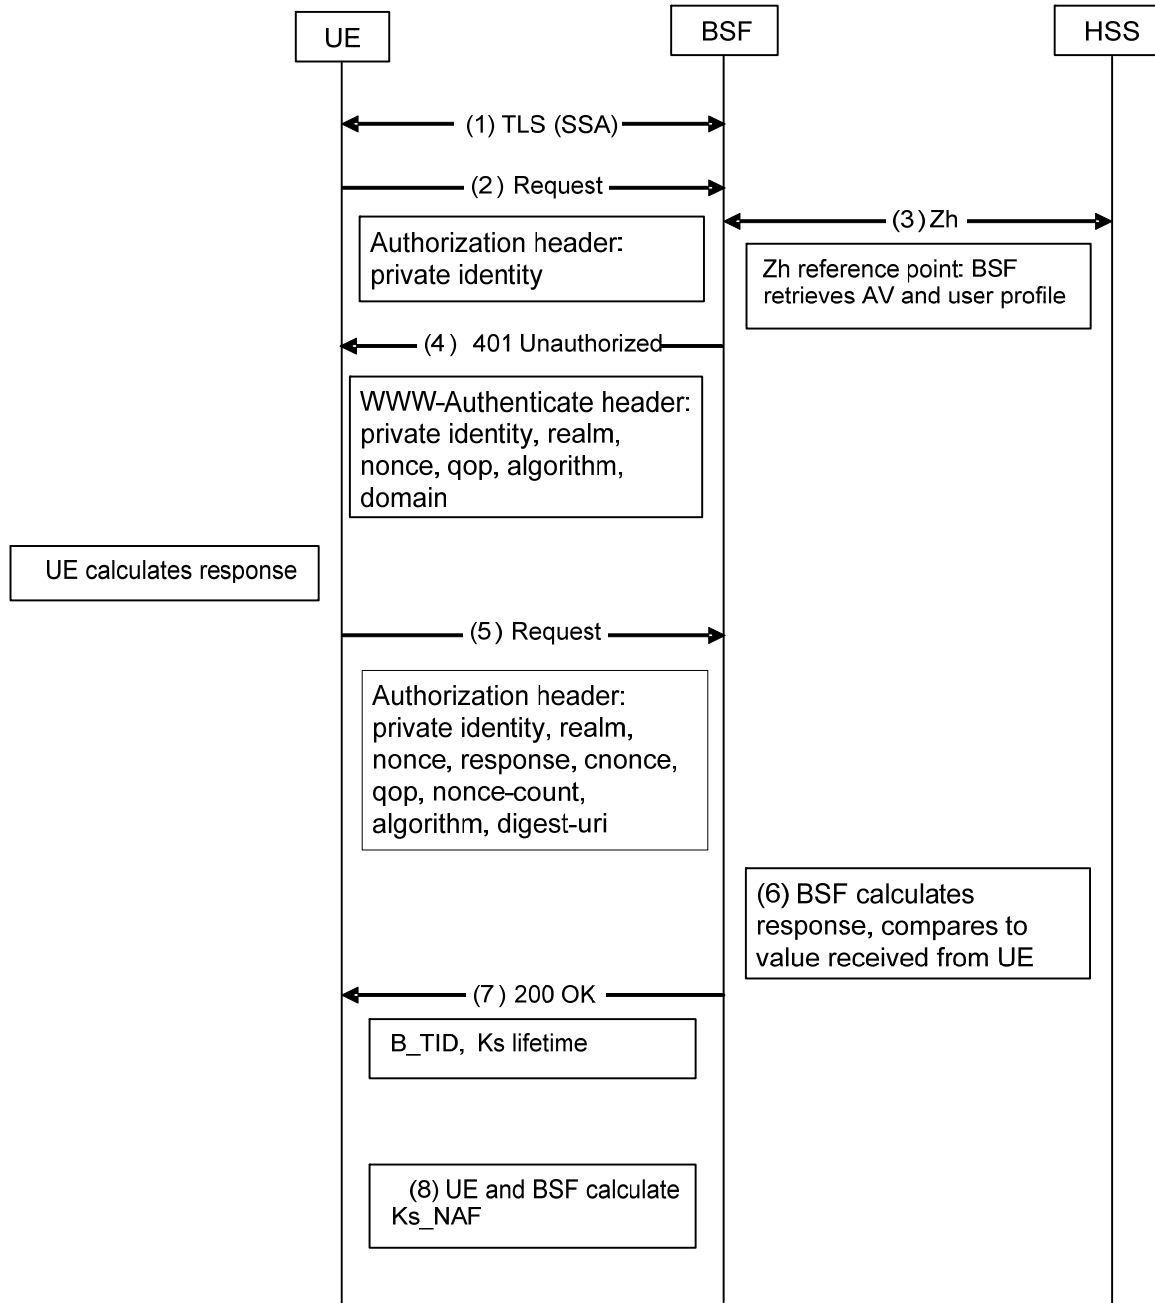 UE
BSF
HSS
(1) TLS (SSA)
(2) Request
(3) Zh
Authorization header:
private identity
Zh reference point: BSF
retrieves AV and user profile
(4) 401 Unauthorized
WWW-Authenticate header:
private identity, realm,
nonce, qop, algorithm,
domain
UE calculates response
(5) Request
Authorization header:
private identity, realm,
nonce, response, cnonce,
qop, nonce-count,
algorithm, digest-uri
(6) BSF calculates
response, compares to
value received from UE
(7) 200 OK
B_TID, Ks lifetime
(8) UE and BSF calculate
Ks_NAF